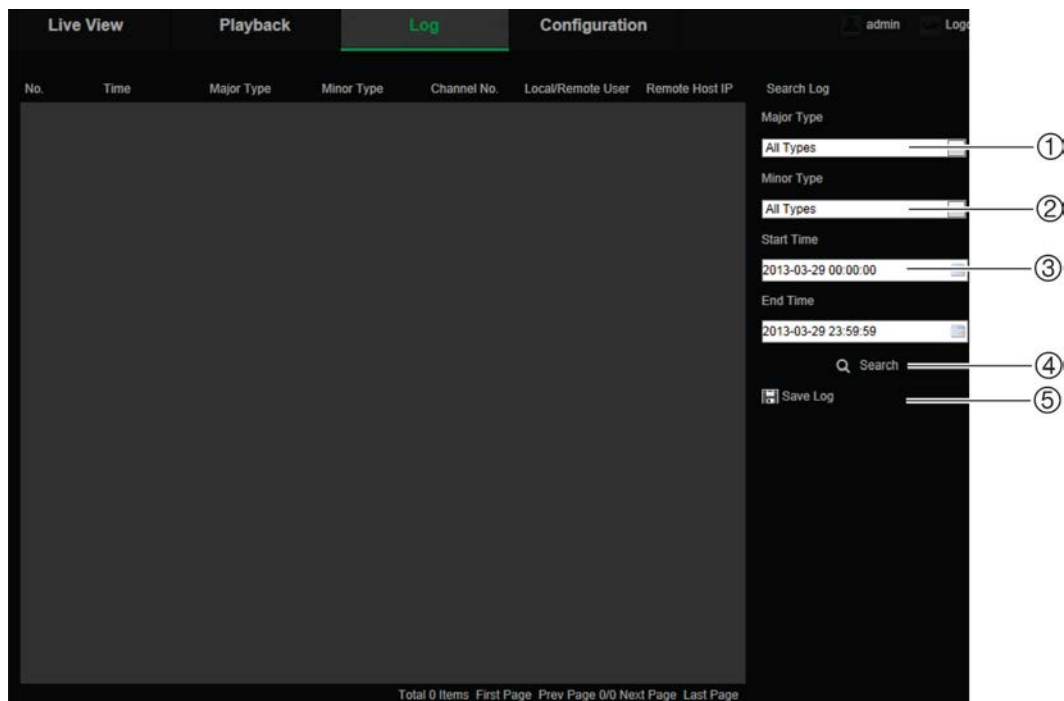 Live View Playback Log Configuration admin
No. Time Major Type Minor Type Channel No. Local/Remote User Remote Host IP Search Log
Major Type
All Types ①
Minor Type
All Types ②
Start Time
2013-03-29 00:00:00 ③
End Time
2013-03-29 23:59:59
Search ④
Save Log ⑤
Total 0 Items First Page Prev Page 0/0 Next Page Last Page